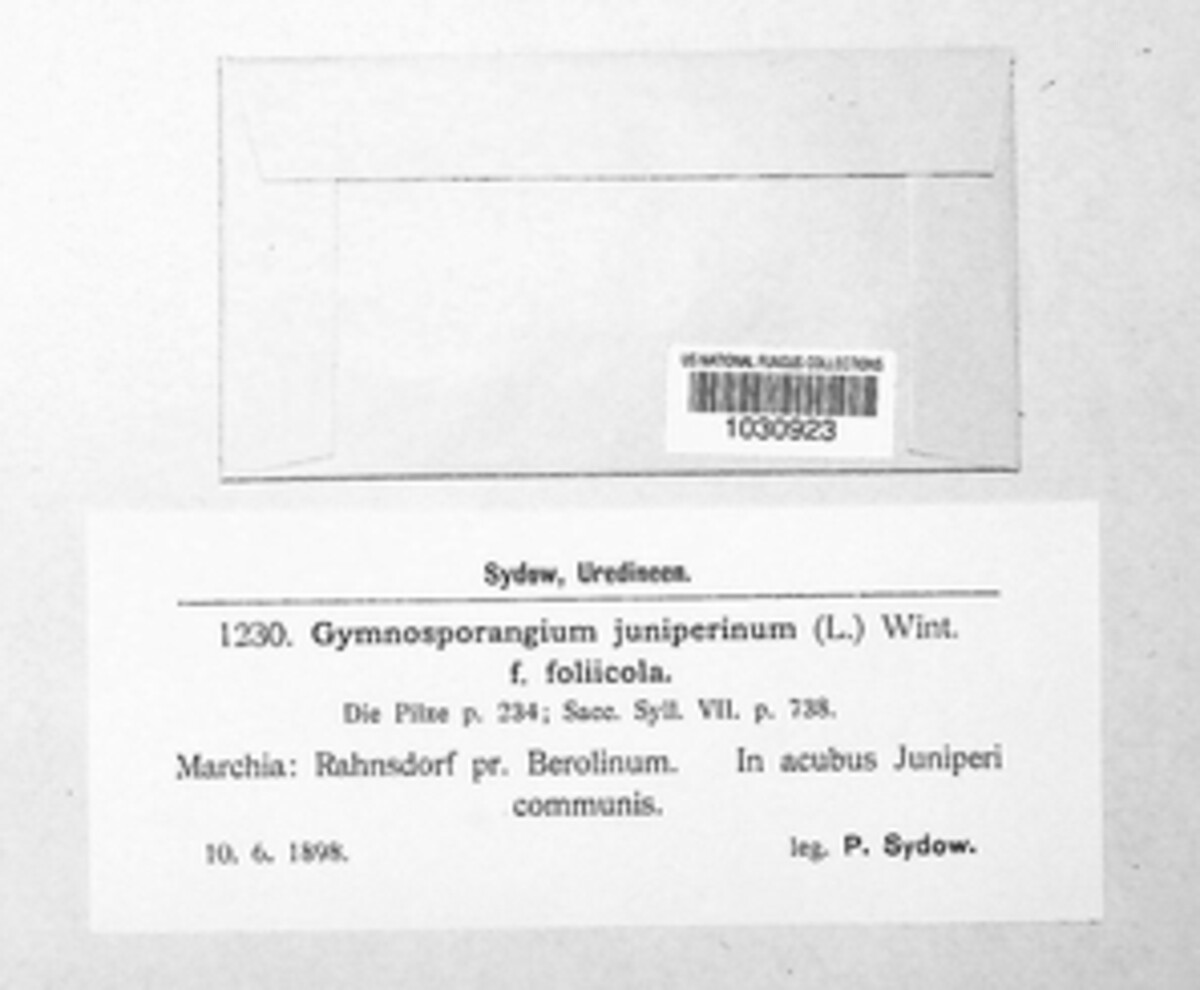 US NATIONAL FUNGUS COLLECTIONS
1030923
Sydow, Uredineen.
1230. Gymnosporangium juniperinum (L.) Wint.
f. foliicola.
Die Pilze p. 234; Sacc. Syll. VII. p. 738.
Marchia: Rahnsdorf pr. Berolinum. In acubus Juniperi
communis.
10. 6. 1898. leg. P. Sydow.